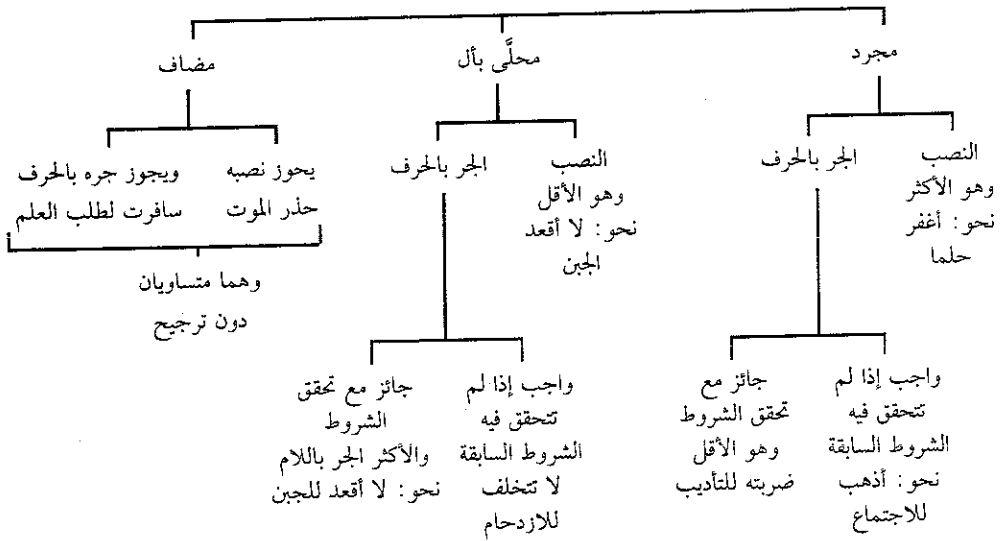 مجرد
محلَّى بأل
مضاف
النصب
وهو الأكثر
نحو: أغفر
حلما
الجر بالحرف
النصب
وهو الأقل
نحو: لا أقعد
الجبن
الجر بالحرف
يحوز نصبه
حذر الموت
ويجوز جره بالحرف
سافرت لطلب العلم
وهما متساويان
دون ترجيح
واجب إذا لم
تتحقق فيه
الشروط السابقة
نحو: أذهب
للاجتماع
جائز مع
تحقق الشروط
وهو الأقل
ضربته للتأديب
واجب إذا لم
تتحقق فيه
الشروط السابقة
لا تتخلف
للازدحام
جائز مع تحقق
الشروط
والأكثر الجر باللام
نحو: لا أقعد للجبن